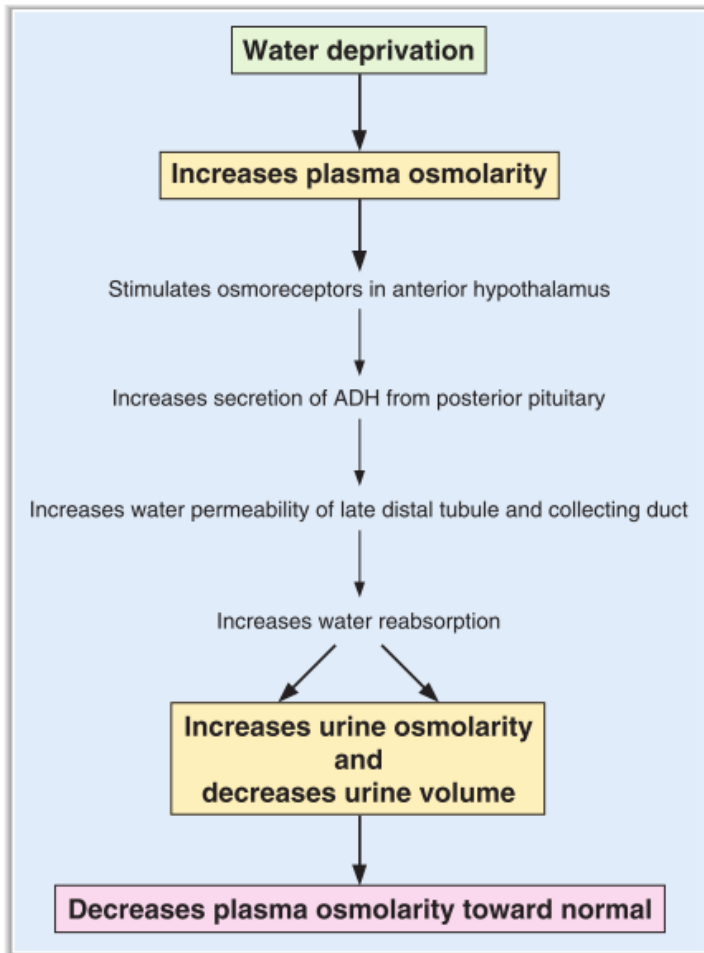 Water deprivation
Increases plasma osmolarity
Stimulates osmoreceptors in anterior hypothalamus
Increases secretion of ADH from posterior pituitary
Increases water permeability of late distal tubule and collecting duct
Increases water reabsorption
Increases urine osmolarity
and
decreases urine volume
Decreases plasma osmolarity toward normal